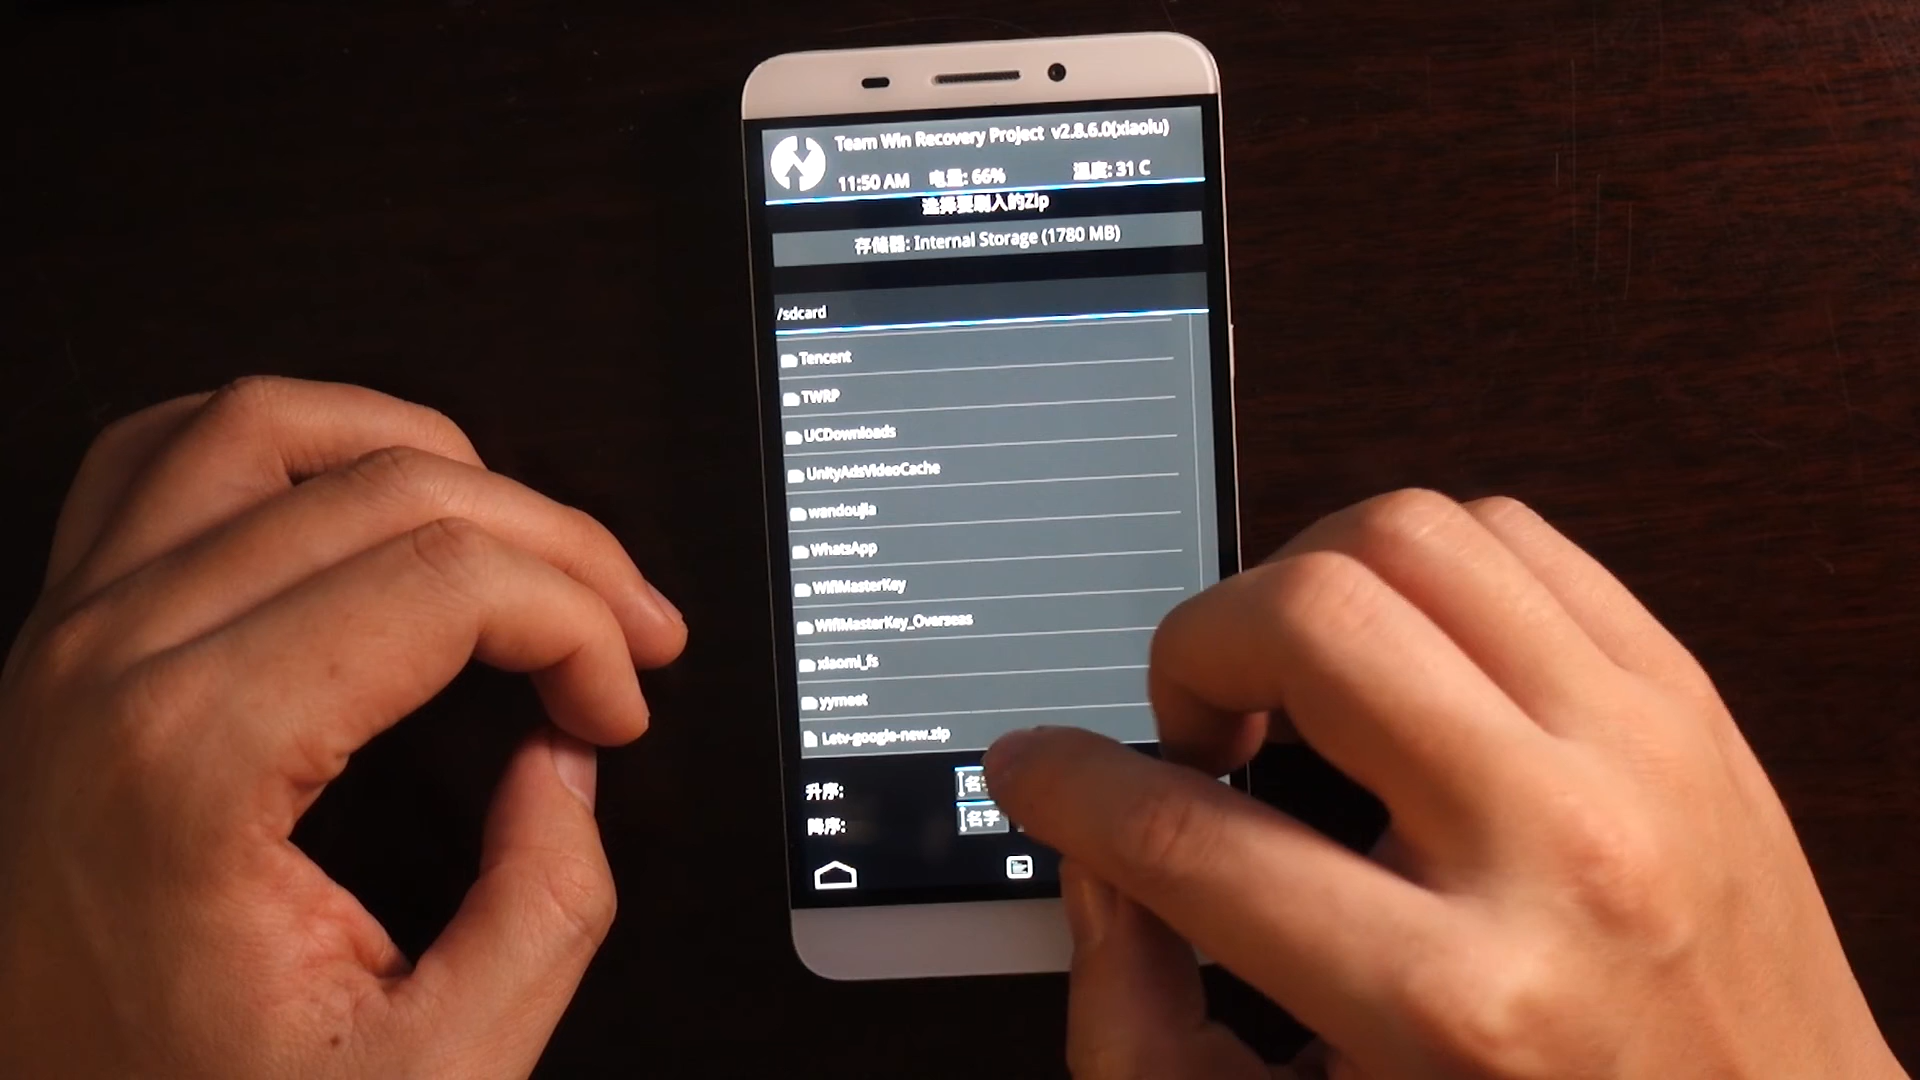 Team Win Recovery Project v2.8.6.0(xiaolu)
11:50 AM 电量: 66% 温度: 31 C
选择要刷入的Zip
存储器: Internal Storage (1780 MB)
/sdcard
Tencent
TWRP
UCDownloads
UnityAdsVideoCache
wandoujia
WhatsApp
WifiMasterKey
WifiMasterKey_Overseas
xiaomi_fs
yymeet
Letv-google-new.zip
升序: 名
降序: 名字